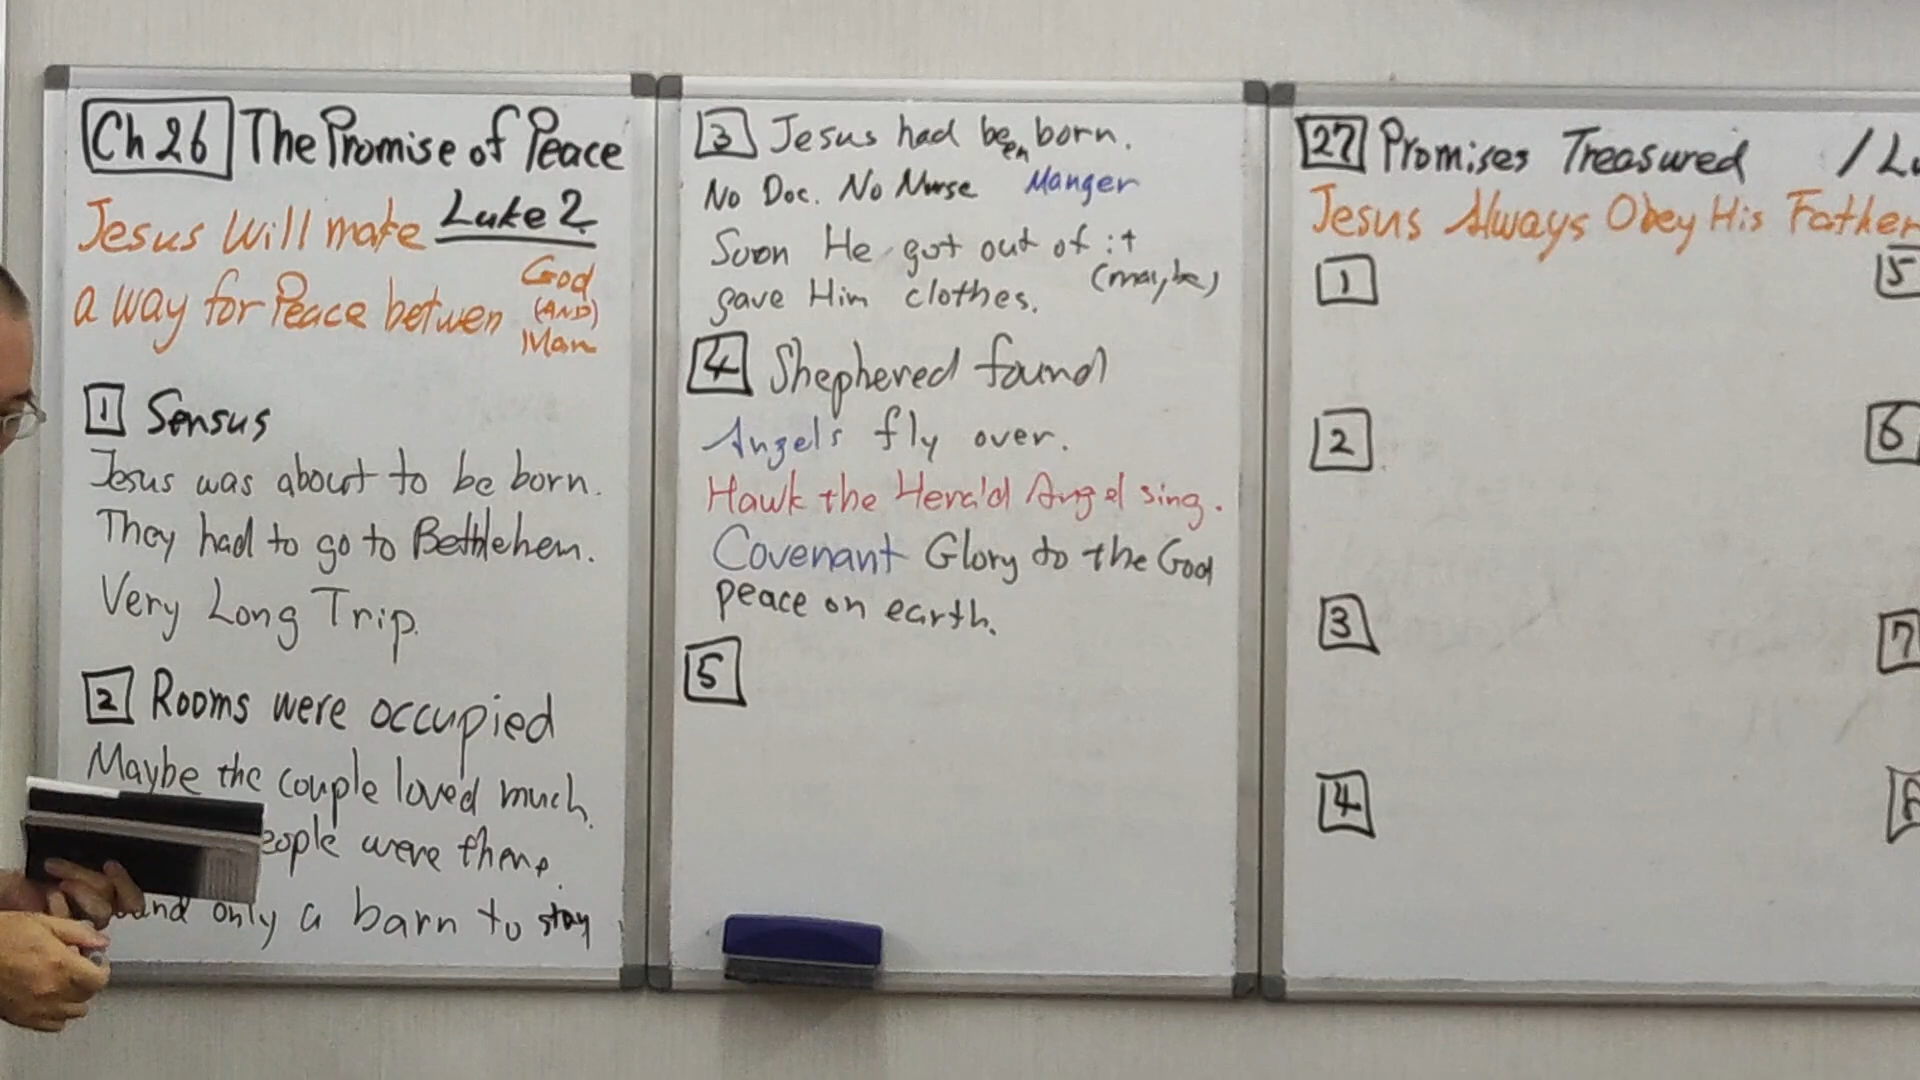 Ch 26 The Promise of Peace
Luke 2
Jesus Will make
a way for Peace betwen God (AND) Man
1 Sensus
Jesus was about to be born.
They had to go to Bethlehem.
Very Long Trip.
2 Rooms were occupied
Maybe the couple loved much.
eople were there.
only a barn to stay
3 Jesus had been born.
No Doc. No Nurse Manger
Soon He got out of it
(maybe)
gave Him clothes.
4 Shephered found
Angels fly over.
Hawk the Herald Angel sing.
Covenant Glory to the God
peace on earth.
5
27 Promises Treasured / Lu
Jesus Always Obey His Father
1
5
2
6
3
7
4